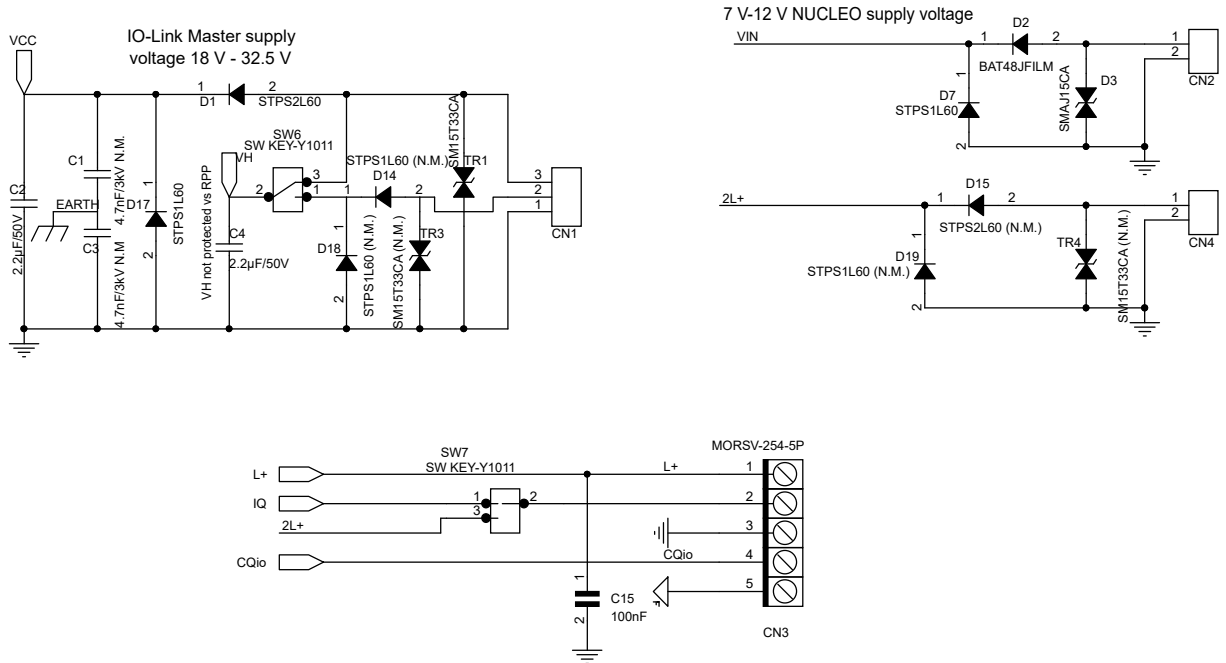 7 V-12 V NUCLEO supply voltage
IO-Link Master supply
voltage 18 V - 32.5 V
VCC
1
D1
2
STPS2L60
C1
4.7nF/3kV N.M.
C2
2.2µF/50V
EARTH
C3
4.7nF/3kV N.M
1
D17
STPS1L60
2
SW6
SW KEY-Y1011
VH
2
3
1
VH not protected vs RPP
C4
2.2µF/50V
STPS1L60 (N.M.)
D14
1
2
1
D18
2
STPS1L60 (N.M.)
TR3
SM15T33CA (N.M.)
SM15T33CA
TR1
3
2
1
CN1
VIN
D2
1
2
BAT48JFILM
1
D7
STPS1L60
2
D3
SMAJ15CA
1
2
CN2
2L+
D15
1
2
STPS2L60 (N.M.)
1
D19
STPS1L60 (N.M.)
2
TR4
SM15T33CA (N.M.)
1
2
CN4
MORSV-254-5P
SW7
SW KEY-Y1011
L+
L+
1
IQ
1
2
2
3
2L+
3
CQio
CQio
4
5
F
1
C15
100nF
2
CN3